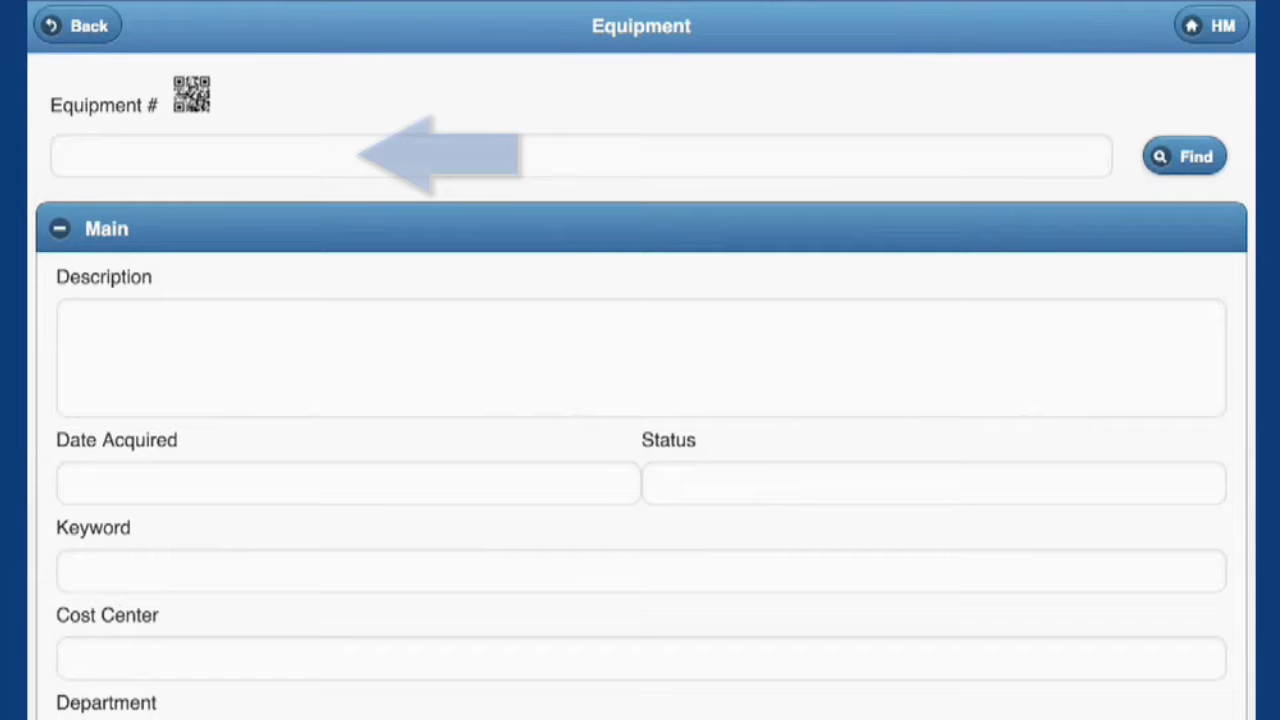 Back
Equipment
HM
Equipment #
Find
Main
Description
Date Acquired
Status
Keyword
Cost Center
Department